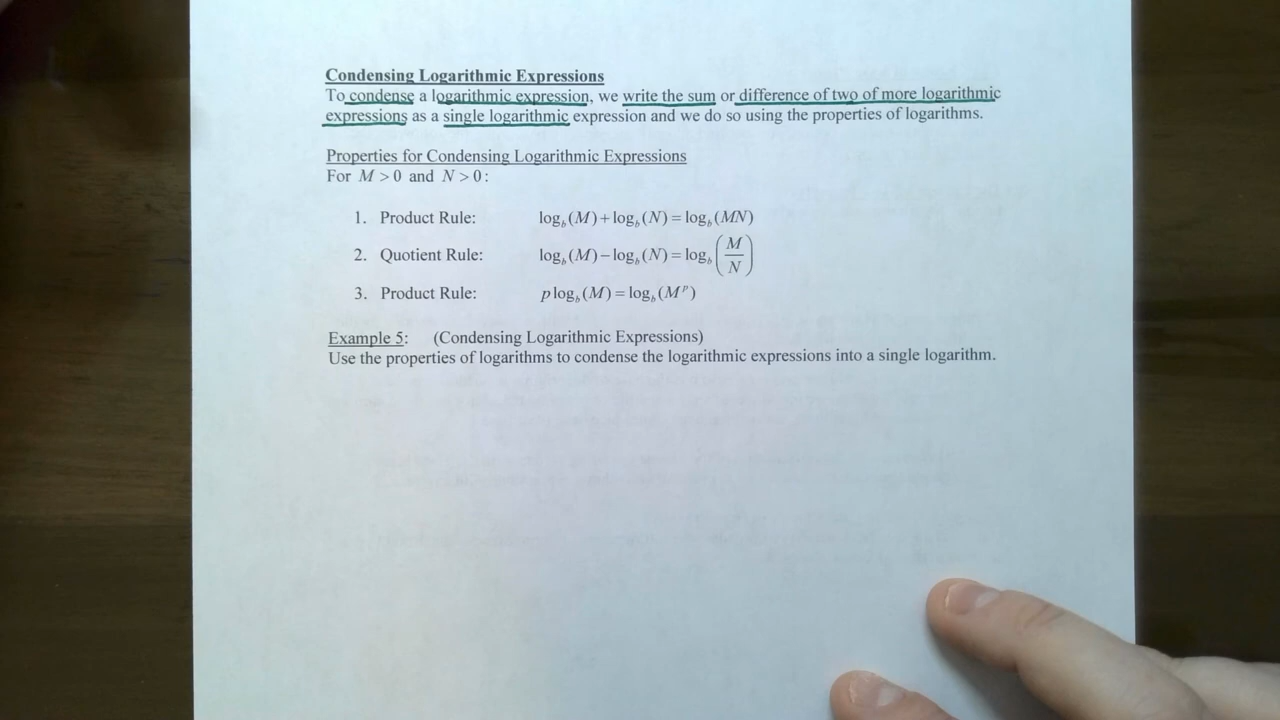 Condensing Logarithmic Expressions
To condense a logarithmic expression, we write the sum or difference of two of more logarithmic
expressions as a single logarithmic expression and we do so using the properties of logarithms.
Properties for Condensing Logarithmic Expressions
For M > 0 and N > 0:
1. Product Rule: log_b(M) + log_b(N) = log_b(MN)
2. Quotient Rule: log_b(M) − log_b(N) = log_b(M/N)
3. Product Rule: p log_b(M) = log_b(M^p)
Example 5: (Condensing Logarithmic Expressions)
Use the properties of logarithms to condense the logarithmic expressions into a single logarithm.